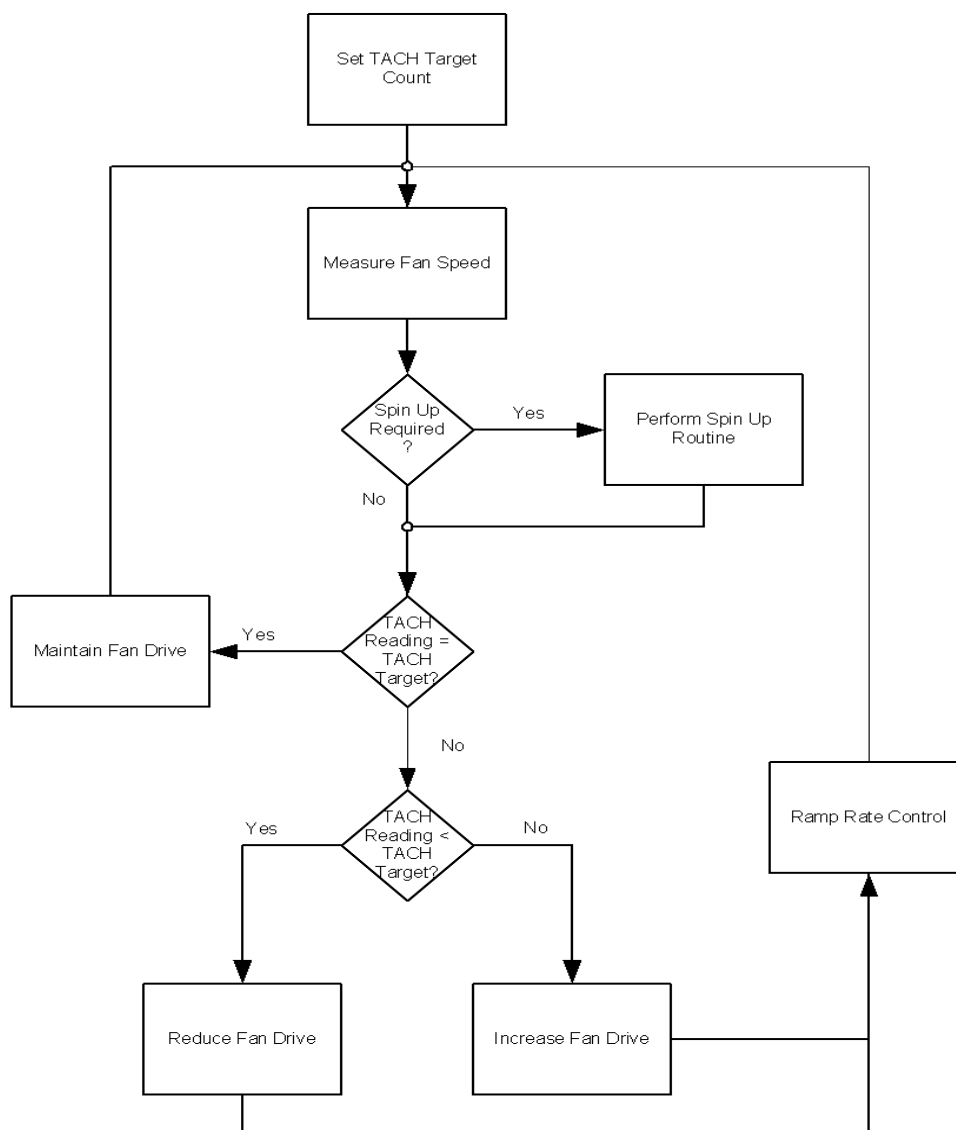 Set TACH Target
Count
Measure Fan Speed
Spin Up
Required
?
Yes
Perform Spin Up
Routine
No
TACH
Reading =
TACH
Target?
Yes
Maintain Fan Drive
No
TACH
Reading <
TACH
Target?
Yes
No
Ramp Rate Control
Reduce Fan Drive
Increase Fan Drive